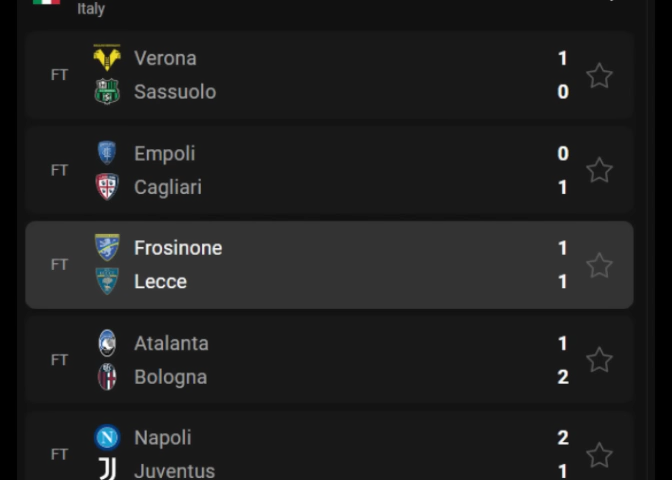 Italy
FT
Verona 1
Sassuolo 0
FT
Empoli 0
Cagliari 1
FT
Frosinone 1
Lecce 1
FT
Atalanta 1
Bologna 2
FT
Napoli 2
Juventus 1